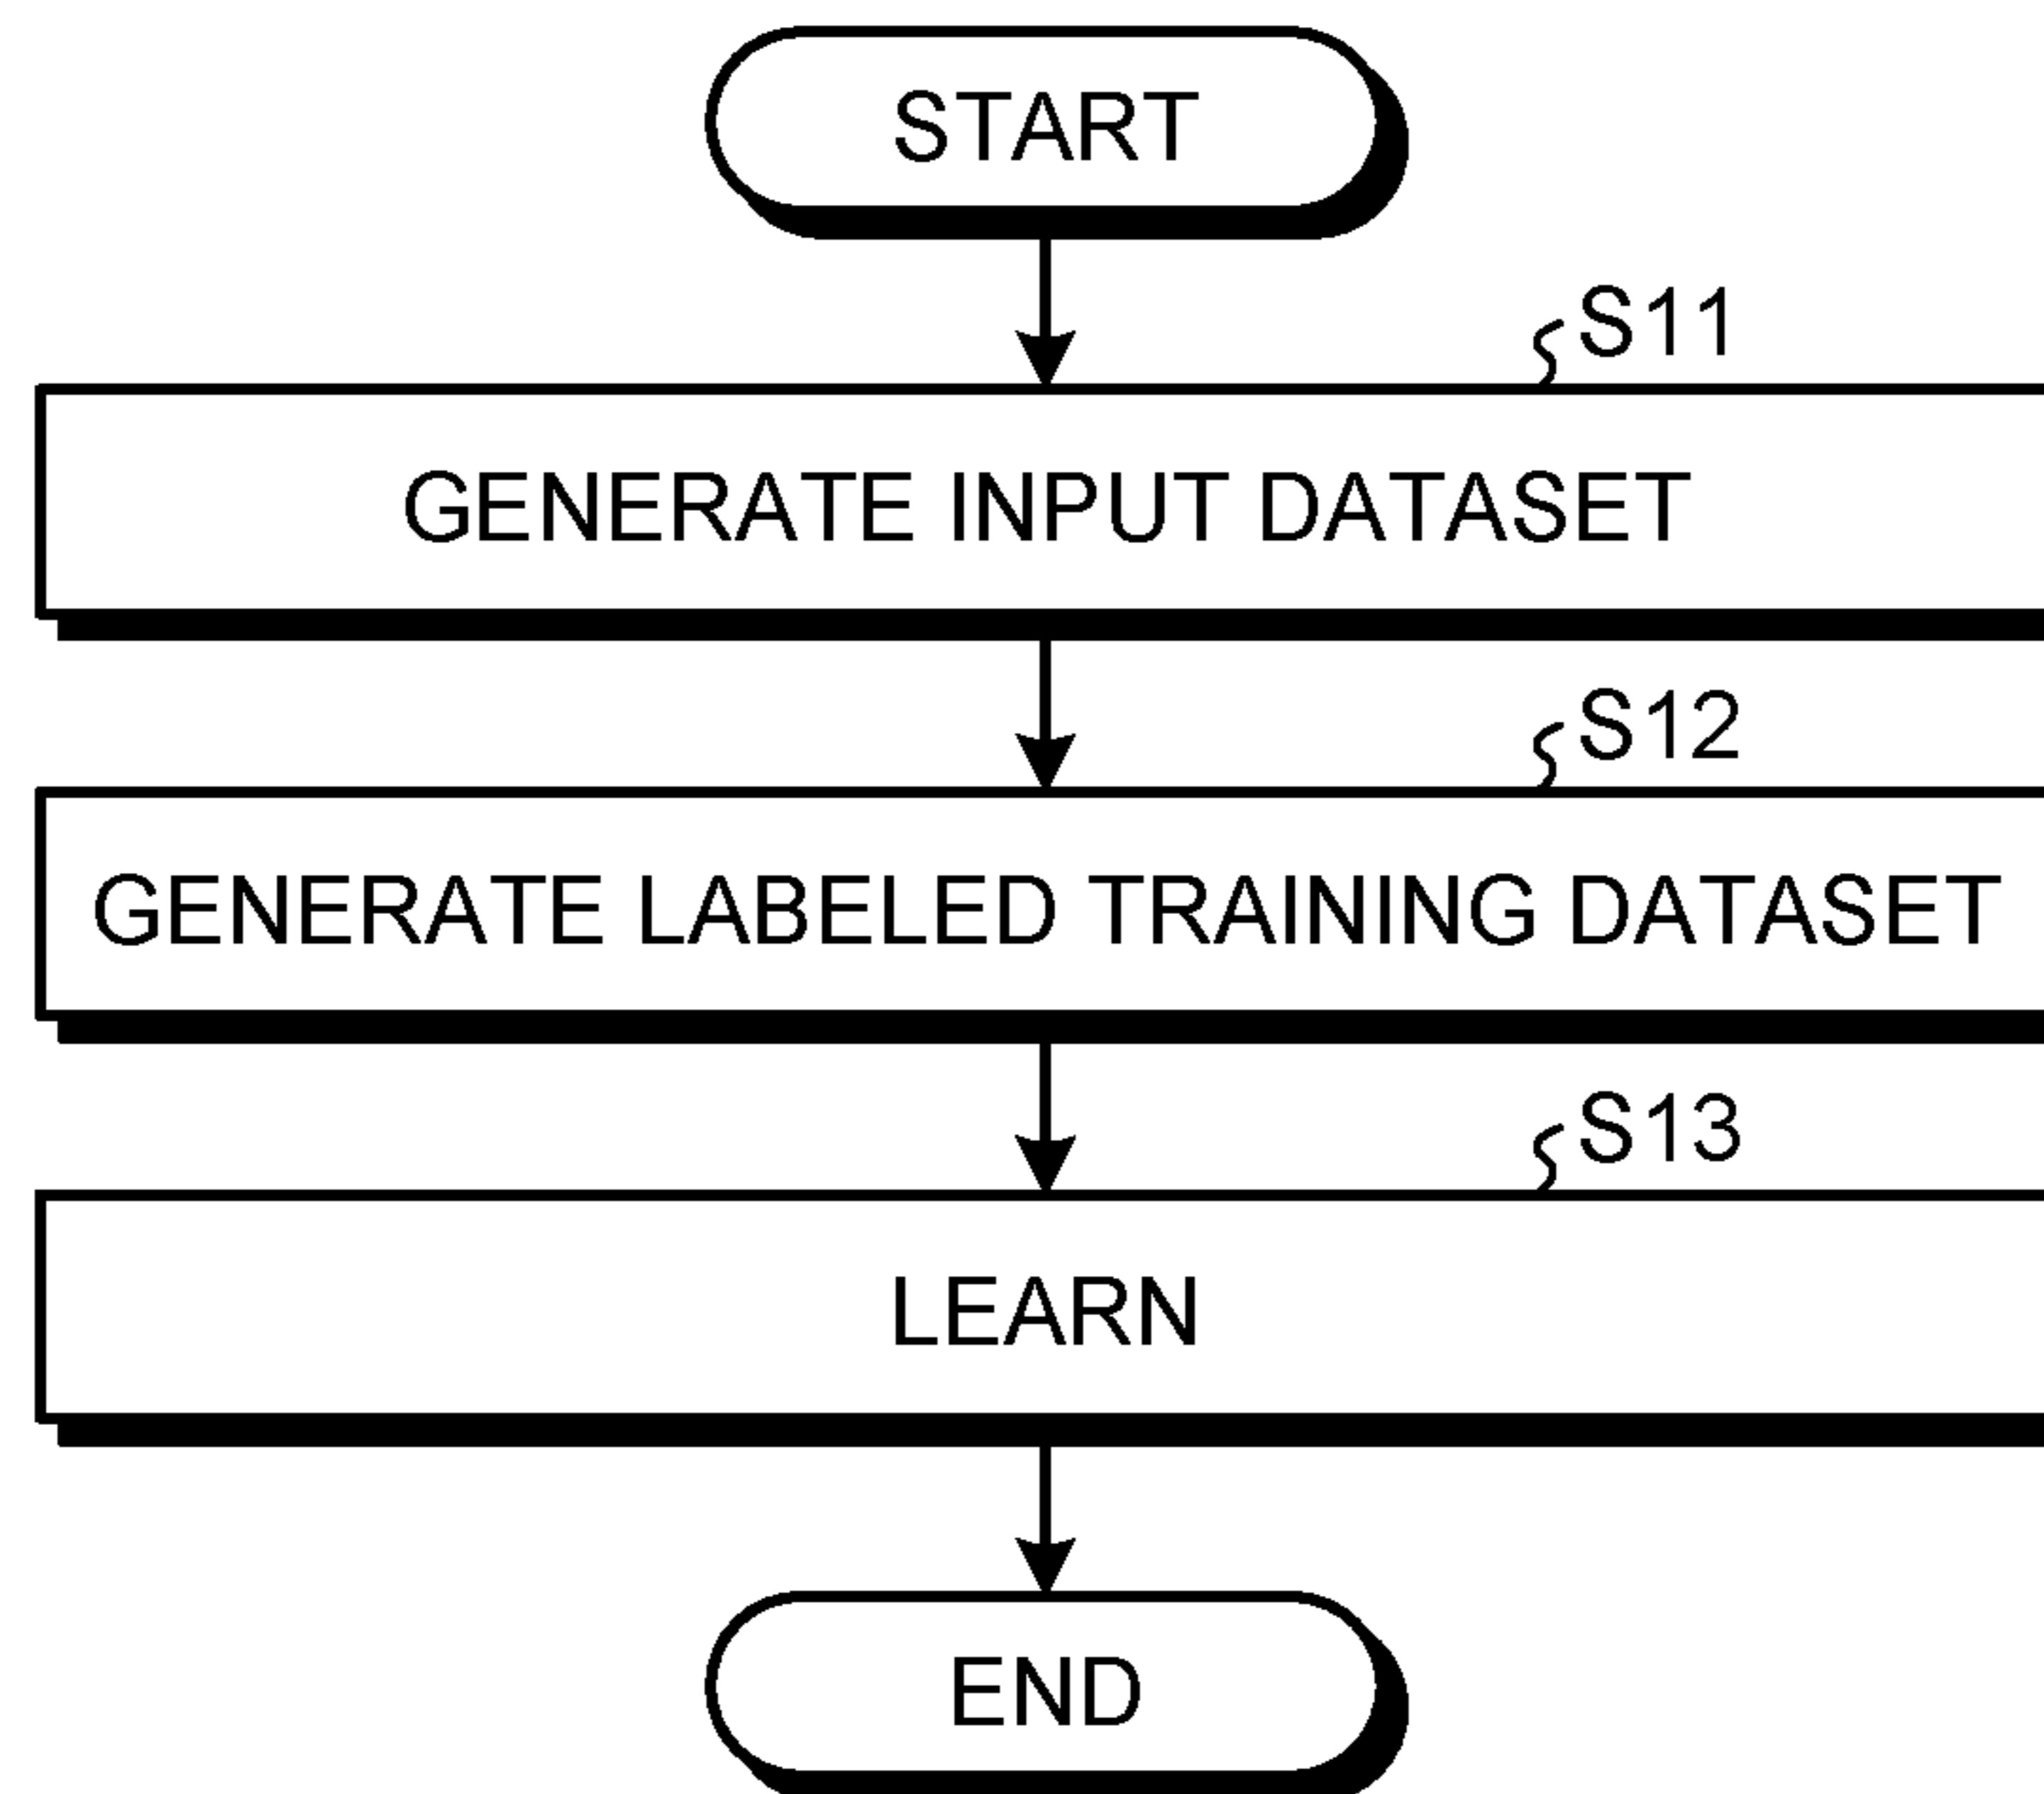 START
S11
GENERATE INPUT DATASET
S12
GENERATE LABELED TRAINING DATASET
S13
LEARN
END